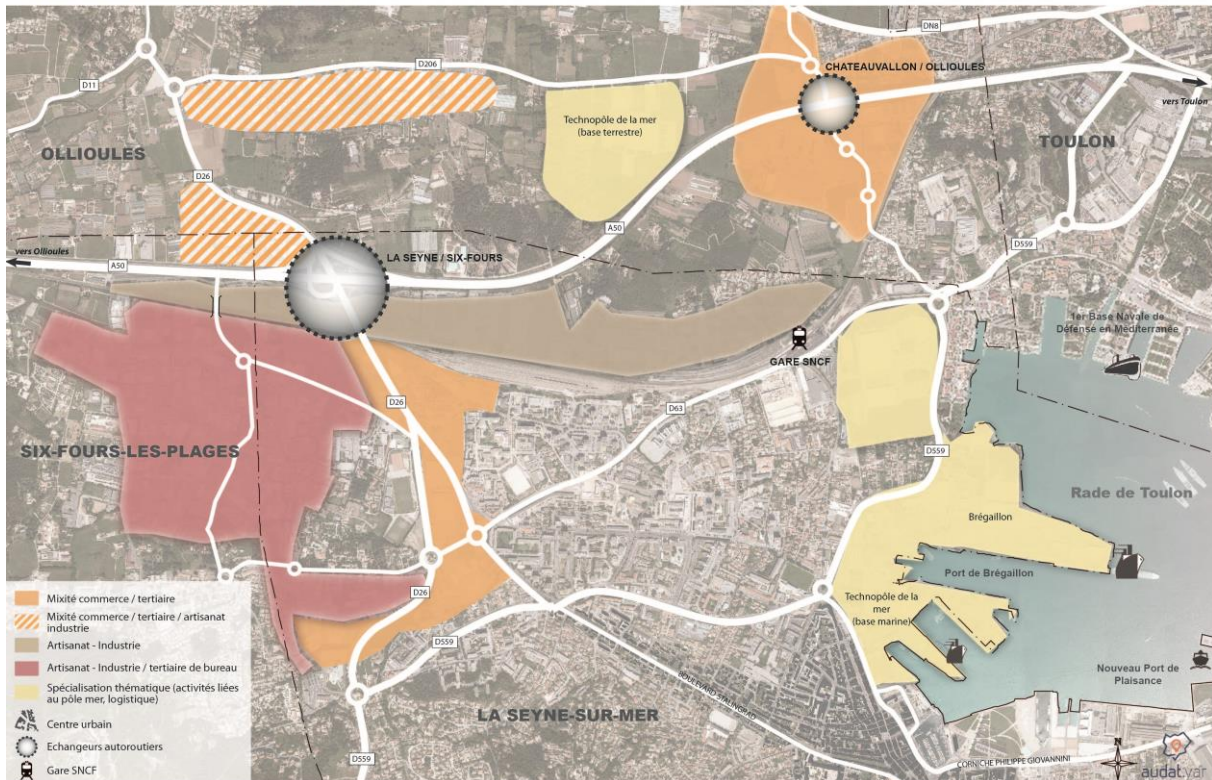 DN8
CHATEAUVALLON / OLLIOULES
D206
D11
vers Toulon
Technopôle de la mer
(base terrestre)
OLLIOULES
TOULON
D26
A50
D559
vers Ollioules
A50
LA SEYNE / SIX-FOURS
1er Base Navale de
Défense en Méditerranée
GARE SNCF
D26
D63
SIX-FOURS-LES-PLAGES
D559
Rade de Toulon
Brégaillon
Port de Brégaillon
Technopôle de la
mer
(base marine)
D26
D559
Nouveau Port de
Plaisance
BOULEVARD STALINGRAD
LA SEYNE-SUR-MER
D559
CORNICHE PHILIPPE GIOVANNINI
N
audat.var
Mixité commerce / tertiaire
Mixité commerce / tertiaire / artisanat
industrie
Artisanat - Industrie
Artisanat - Industrie / tertiaire de bureau
Spécialisation thématique (activités liées
au pôle mer, logistique)
Centre urbain
Echangeurs autoroutiers
Gare SNCF